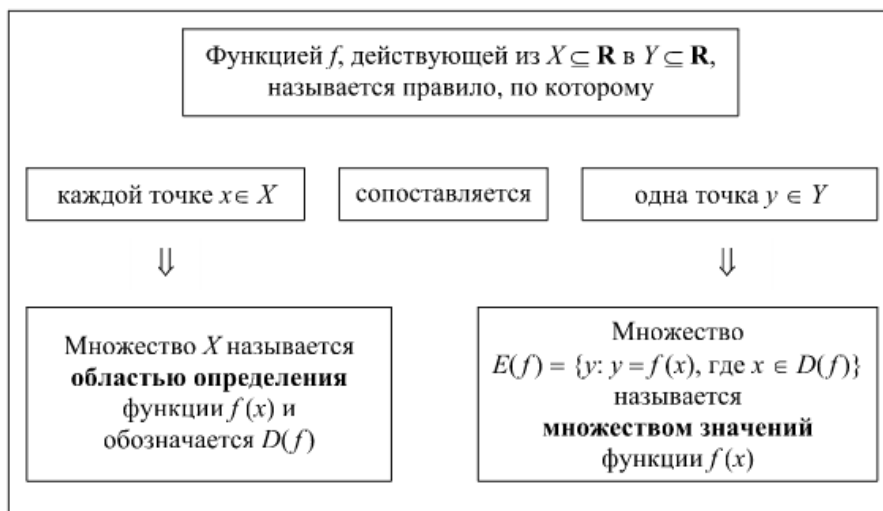 Функцией f, действующей из X ⊆ R в Y ⊆ R,
называется правило, по которому
каждой точке x ∈ X
сопоставляется
одна точка y ∈ Y
⇓
⇓
Множество X называется
областью определения
функции f (x) и
обозначается D(f)
Множество
E(f) = {y: y = f (x), где x ∈ D(f)}
называется
множеством значений
функции f (x)